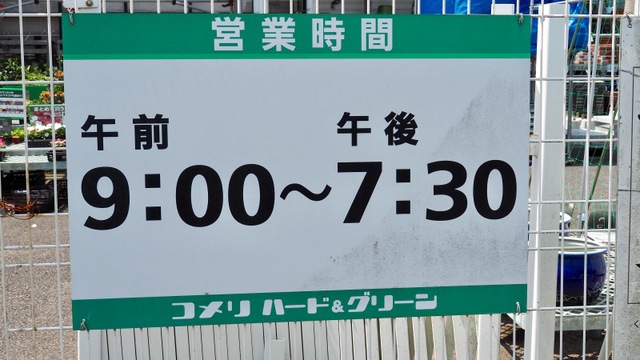 営業時間
午前 午後
9:00～7:30
コメリ ハード&グリーン